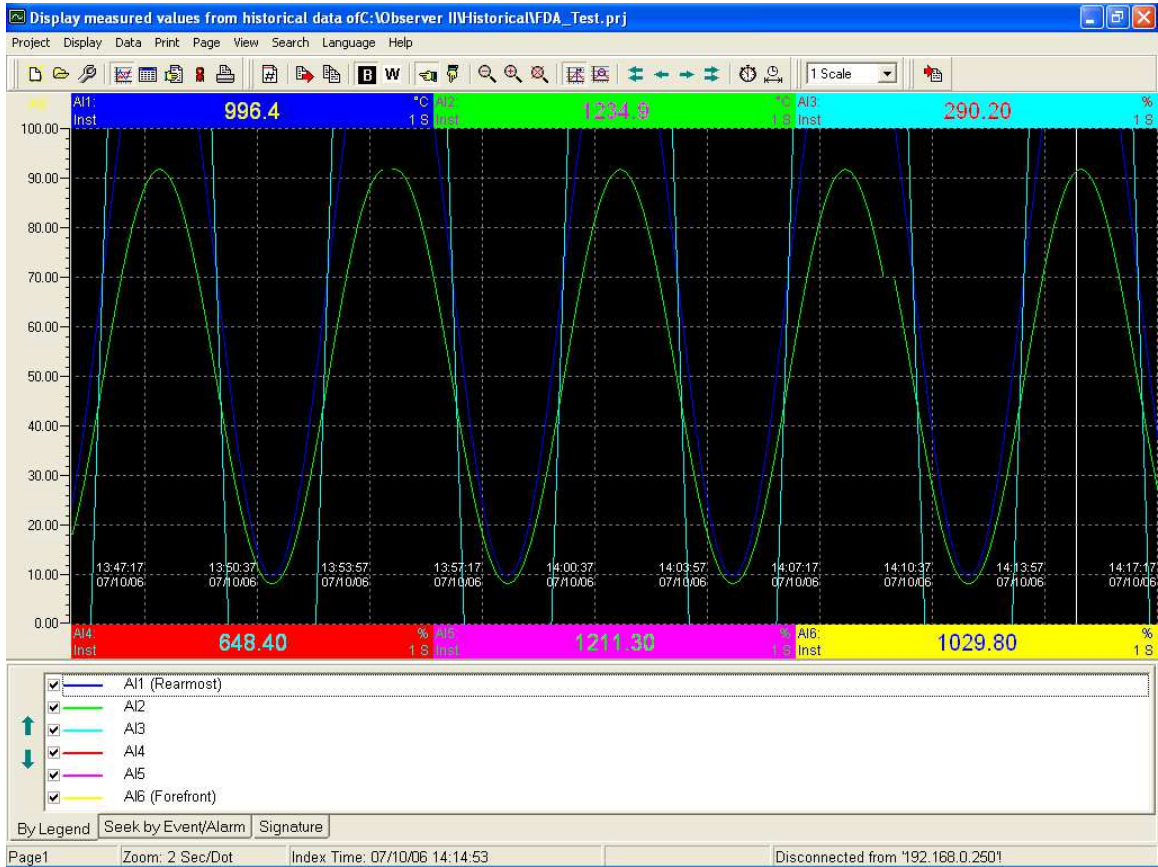 Display measured values from historical data ofC:\Observer II\Historical\FDA_Test.prj
Project Display Data Print Page View Search Language Help
B W 1 Scale
AI1: 996.4 °C AI2: 1234.9 °C AI3: 290.20 %
Inst 1 S Inst 1 S Inst 1 S
100.00
90.00
80.00
70.00
60.00
50.00
40.00
30.00
20.00
10.00
13:47:17 13:50:37 13:53:57 13:57:17 14:00:37 14:03:57 14:07:17 14:10:37 14:13:57 14:17:17
07/10/06 07/10/06 07/10/06 07/10/06 07/10/06 07/10/06 07/10/06 07/10/06 07/10/06 07/10/06
0.00
AI4: 648.40 % AI5: 1211.30 % AI6: 1029.80 %
Inst 1 S Inst 1 S Inst 1 S
AI1 (Rearmost)
AI2
AI3
AI4
AI5
AI6 (Forefront)
By Legend Seek by Event/Alarm Signature
Page1 Zoom: 2 Sec/Dot Index Time: 07/10/06 14:14:53 Disconnected from '192.168.0.250'!